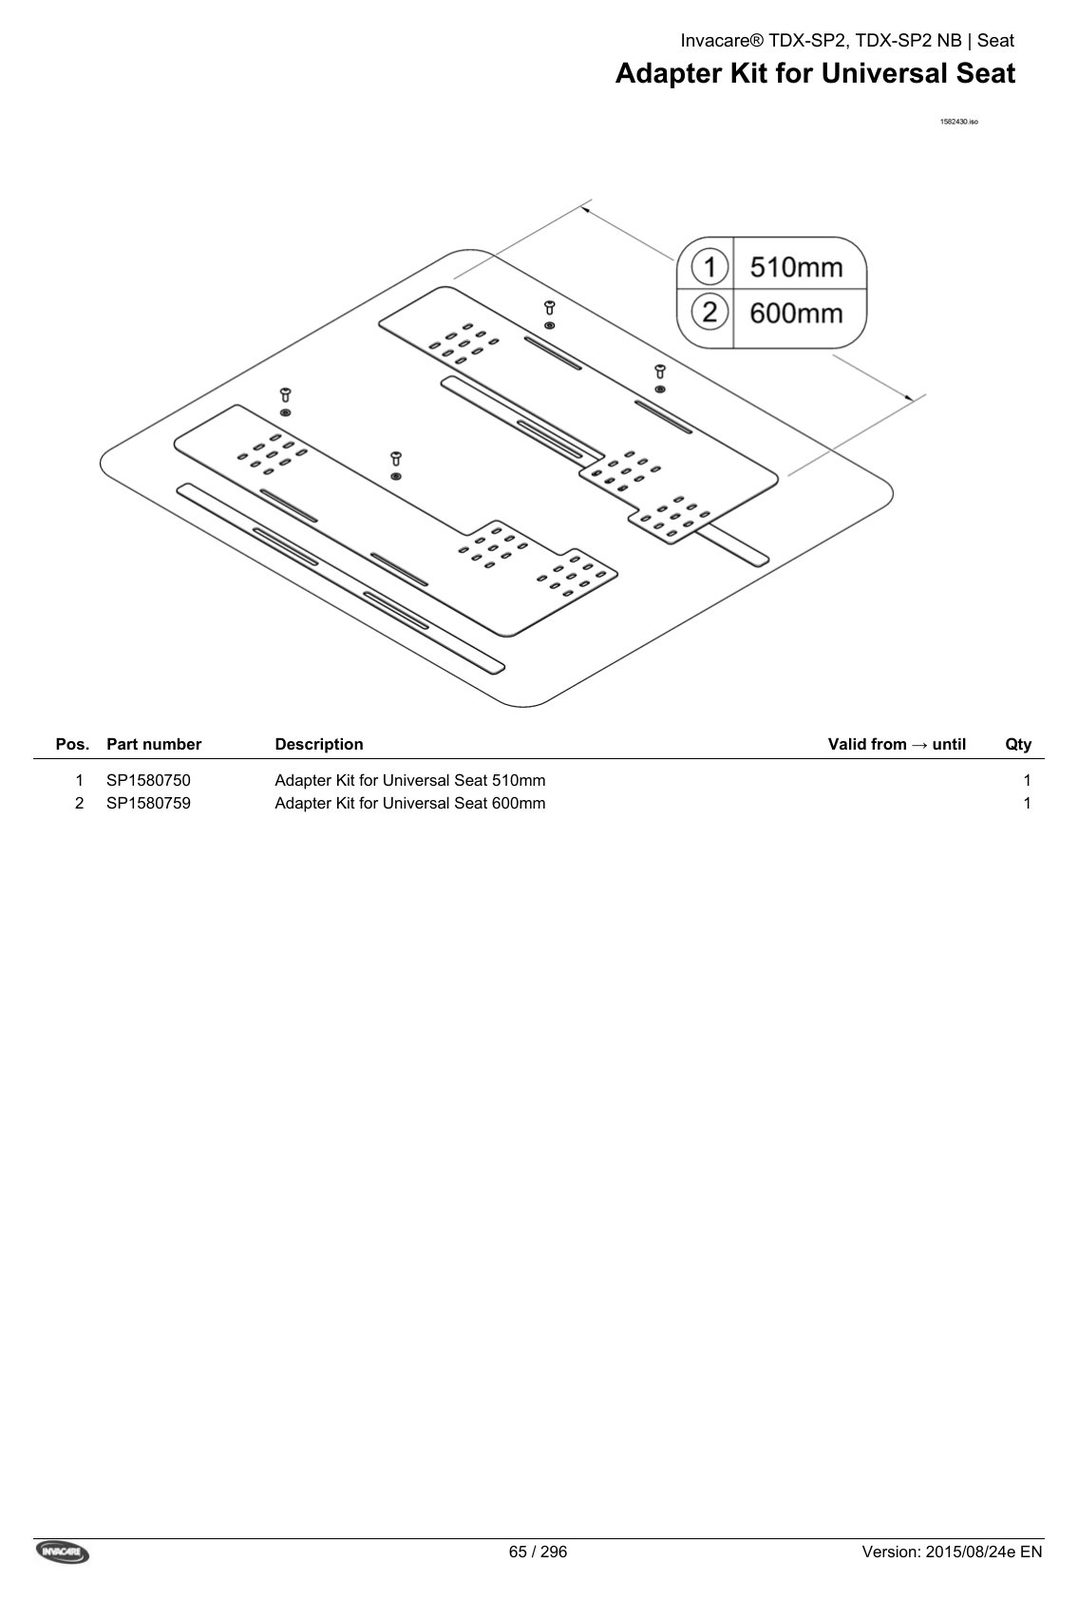 Invacare® TDX-SP2, TDX-SP2 NB | Seat
Adapter Kit for Universal Seat
1582430.iso
1 510mm
2 600mm
Pos. Part number Description Valid from → until Qty
1 SP1580750 Adapter Kit for Universal Seat 510mm 1
2 SP1580759 Adapter Kit for Universal Seat 600mm 1
INVACARE 65 / 296 Version: 2015/08/24e EN